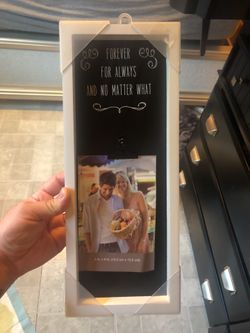 FOREVER
FOR ALWAYS
AND NO MATTER WHAT